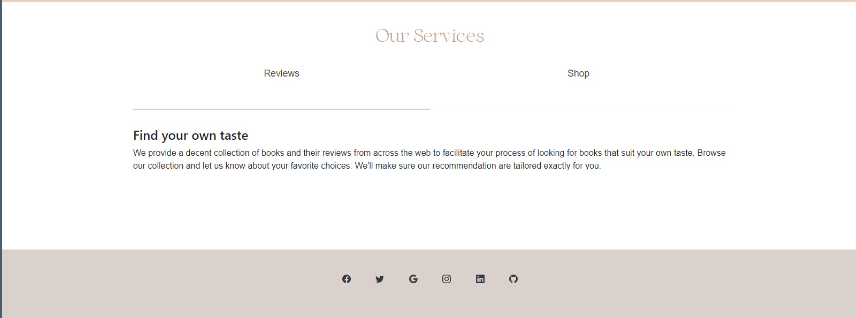 Our Services
Reviews
Shop
Find your own taste
We provide a decent collection of books and their reviews from across the web to facilitate your process of looking for books that suit your own taste. Browse
our collection and let us know about your favorite choices. We'll make sure our recommendation are tailored exactly for you.